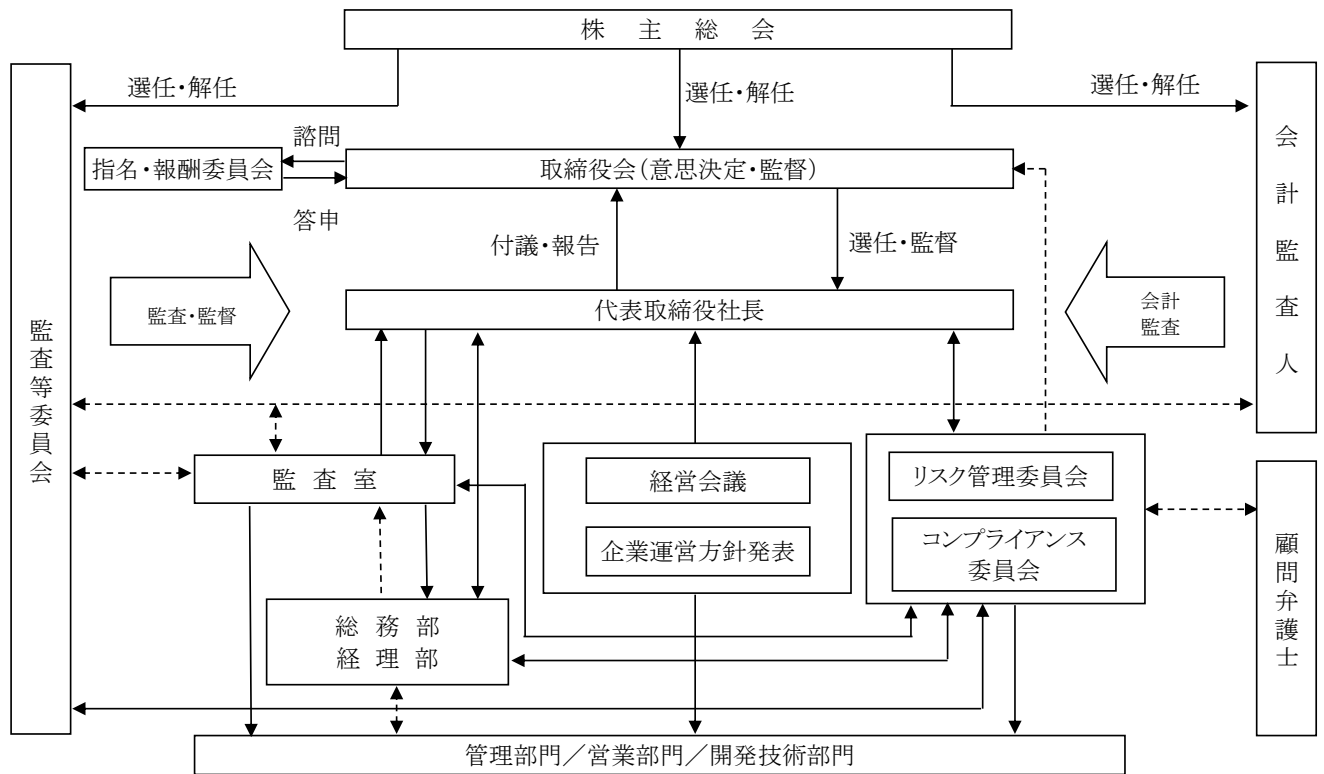 株主総会
選任・解任
選任・解任
選任・解任
諮問
指名・報酬委員会
取締役会(意思決定・監督)
答申
付議・報告
選任・監督
監査・監督
代表取締役社長
会計
監査
監査等委員会
会計監査人
監査室
経営会議
企業運営方針発表
リスク管理委員会
コンプライアンス
委員会
顧問弁護士
総務部
経理部
管理部門/営業部門/開発技術部門